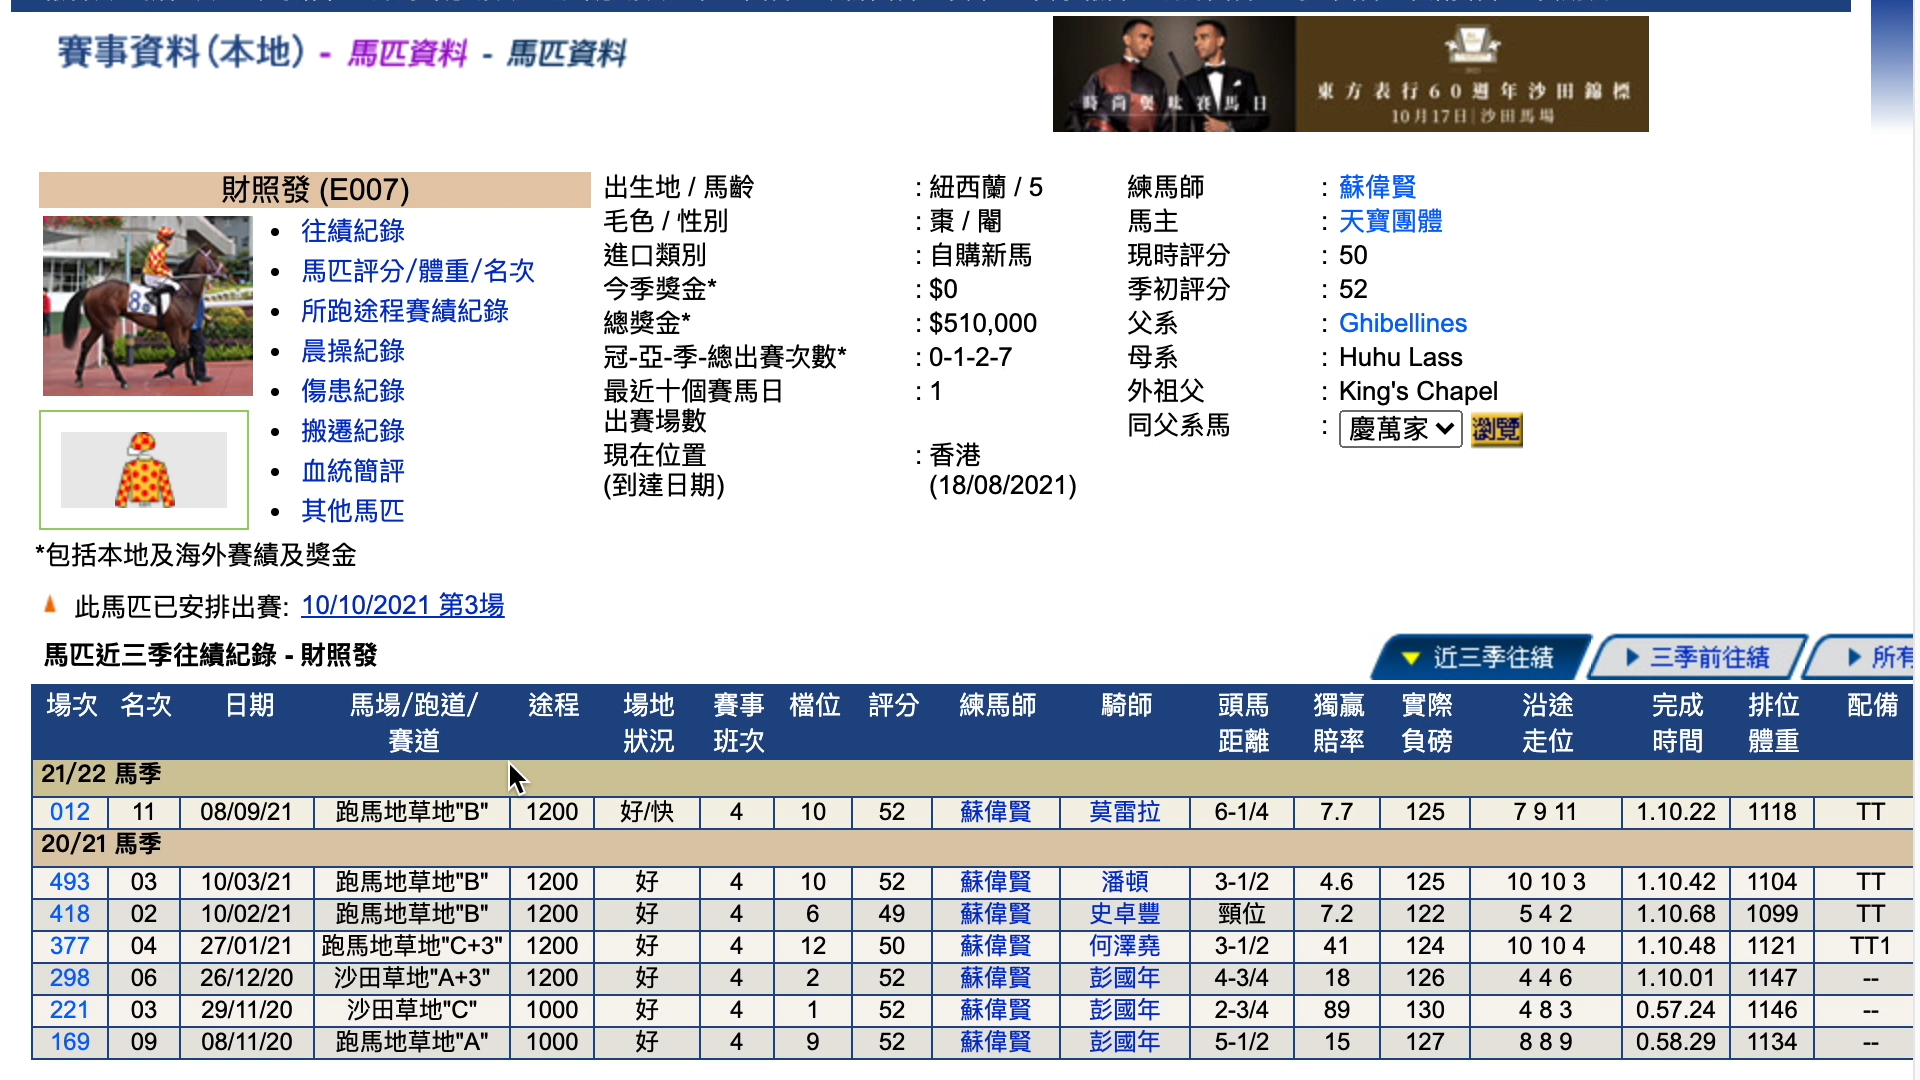 賽事資料(本地) - 馬匹資料 - 馬匹資料
時尚煲呔賽馬日
東方表行60週年沙田錦標
10月17日|沙田馬場
財照發 (E007)
往績紀錄
馬匹評分/體重/名次
所跑途程賽績紀錄
晨操紀錄
傷患紀錄
搬遷紀錄
血統簡評
其他馬匹
出生地 / 馬齡 : 紐西蘭 / 5
毛色 / 性別 : 棗 / 閹
進口類別 : 自購新馬
今季獎金* : $0
總獎金* : $510,000
冠-亞-季-總出賽次數* : 0-1-2-7
最近十個賽馬日 : 1
出賽場數
現在位置 : 香港
(到達日期) (18/08/2021)
練馬師 : 蘇偉賢
馬主 : 天寶團體
現時評分 : 50
季初評分 : 52
父系 : Ghibellines
母系 : Huhu Lass
外祖父 : King's Chapel
同父系馬 : 慶萬家 瀏覽
*包括本地及海外賽績及獎金
此馬匹已安排出賽: 10/10/2021 第3場
馬匹近三季往績紀錄 - 財照發
近三季往績 三季前往績 所有
場次 名次 日期 馬場/跑道/ 途程 場地 賽事 檔位 評分 練馬師 騎師 頭馬 獨贏 實際 沿途 完成 排位 配備
賽道 狀況 班次 距離 賠率 負磅 走位 時間 體重
21/22 馬季
012 11 08/09/21 跑馬地草地"B" 1200 好/快 4 10 52 蘇偉賢 莫雷拉 6-1/4 7.7 125 7 9 11 1.10.22 1118 TT
20/21 馬季
493 03 10/03/21 跑馬地草地"B" 1200 好 4 10 52 蘇偉賢 潘頓 3-1/2 4.6 125 10 10 3 1.10.42 1104 TT
418 02 10/02/21 跑馬地草地"B" 1200 好 4 6 49 蘇偉賢 史卓豐 頸位 7.2 122 5 4 2 1.10.68 1099 TT
377 04 27/01/21 跑馬地草地"C+3" 1200 好 4 12 50 蘇偉賢 何澤堯 3-1/2 41 124 10 10 4 1.10.48 1121 TT1
298 06 26/12/20 沙田草地"A+3" 1200 好 4 2 52 蘇偉賢 彭國年 4-3/4 18 126 4 4 6 1.10.01 1147 --
221 03 29/11/20 沙田草地"C" 1000 好 4 1 52 蘇偉賢 彭國年 2-3/4 89 130 4 8 3 0.57.24 1146 --
169 09 08/11/20 跑馬地草地"A" 1000 好 4 9 52 蘇偉賢 彭國年 5-1/2 15 127 8 8 9 0.58.29 1134 --